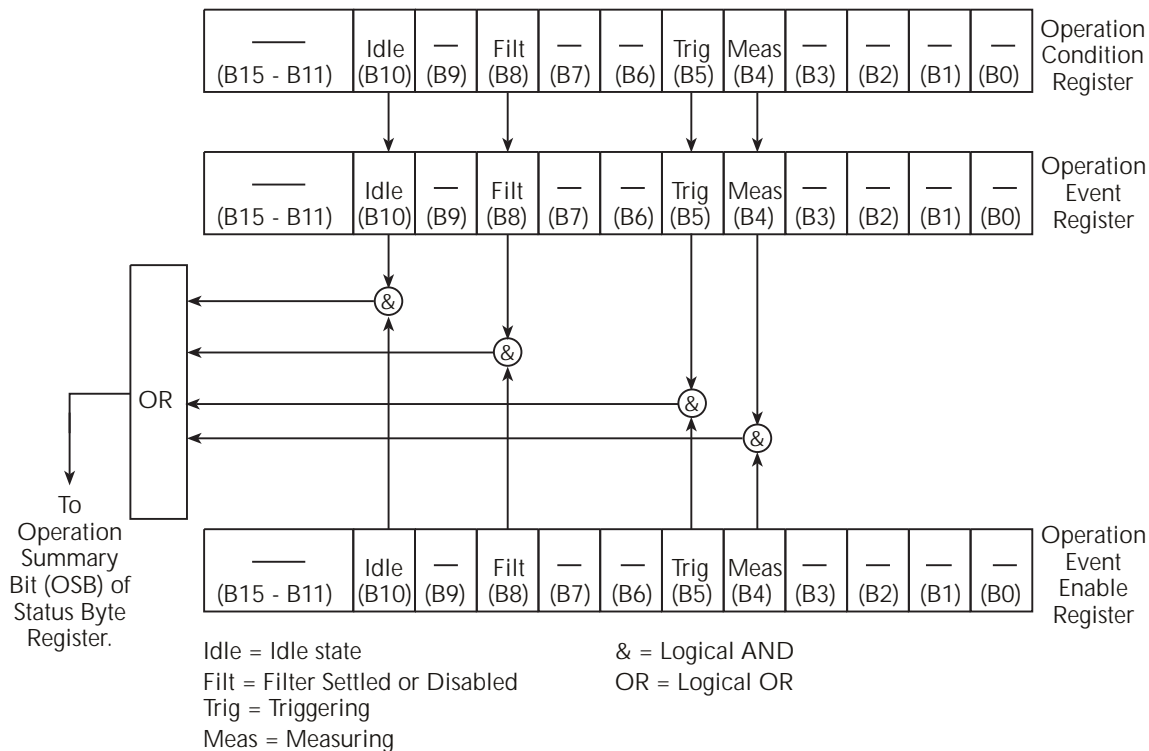 Idle — Filt — — Trig Meas — — — —
(B15 - B11) (B10) (B9) (B8) (B7) (B6) (B5) (B4) (B3) (B2) (B1) (B0)
Operation
Condition
Register
Idle — Filt — — Trig Meas — — — —
(B15 - B11) (B10) (B9) (B8) (B7) (B6) (B5) (B4) (B3) (B2) (B1) (B0)
Operation
Event
Register
&
&
OR
&
&
To
Operation
Summary
Bit (OSB) of
Status Byte
Register.
Idle — Filt — — Trig Meas — — — —
(B15 - B11) (B10) (B9) (B8) (B7) (B6) (B5) (B4) (B3) (B2) (B1) (B0)
Operation
Event
Enable
Register
Idle = Idle state
Filt = Filter Settled or Disabled
Trig = Triggering
Meas = Measuring
& = Logical AND
OR = Logical OR